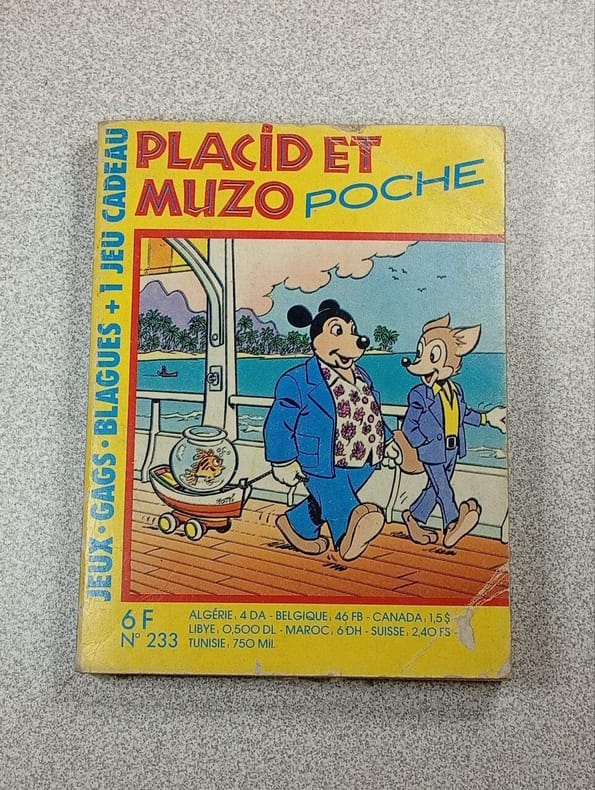 PLACID ET
MUZO POCHE
JEUX • GAGS • BLAGUES + 1 JEU CADEAU
6 F
N° 233
ALGÉRIE, 4 DA - BELGIQUE, 46 FB - CANADA, 1,5 $
LIBYE, 0,500 DL - MAROC, 6 DH - SUISSE, 2,40 FS -
TUNISIE, 750 Mil.